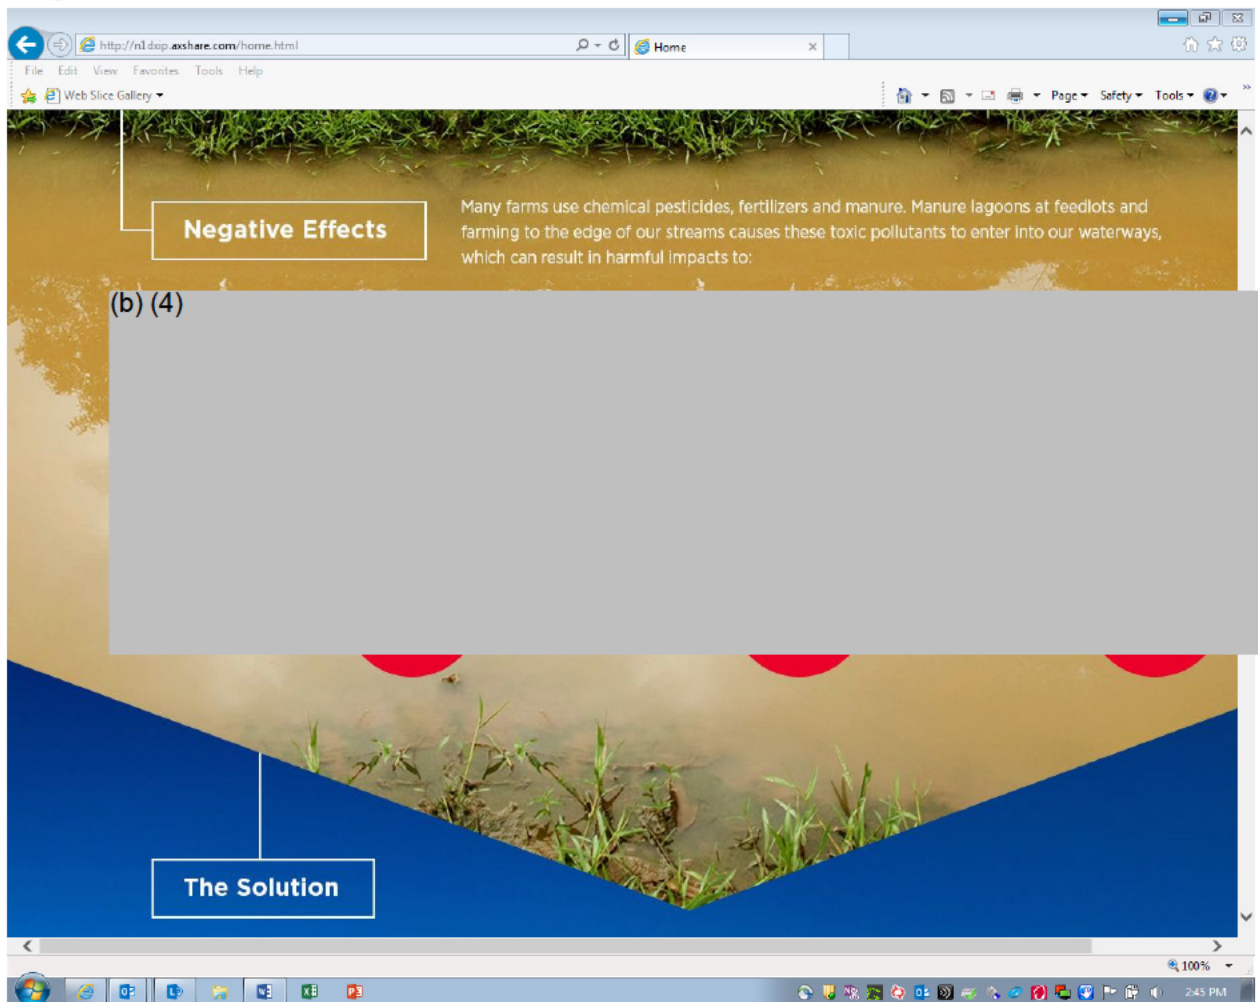 http://n1dxip.axshare.com/home.html
Home
File Edit View Favorites Tools Help
Web Slice Gallery
Page Safety Tools
Negative Effects
Many farms use chemical pesticides, fertilizers and manure. Manure lagoons at feedlots and
farming to the edge of our streams causes these toxic pollutants to enter into our waterways,
which can result in harmful impacts to:
(b) (4)
The Solution
100%
2:45 PM